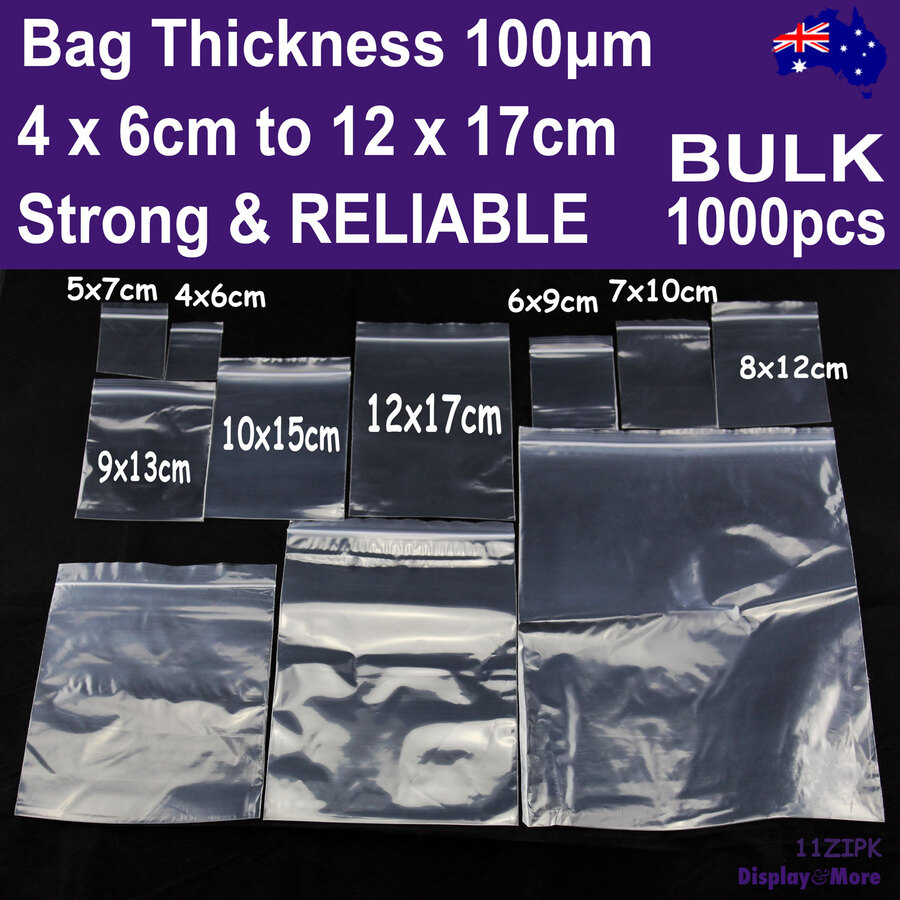 Bag Thickness 100µm
4 x 6cm to 12 x 17cm
Strong & RELIABLE
BULK
1000pcs
5x7cm
4x6cm
6x9cm
7x10cm
8x12cm
9x13cm
10x15cm
12x17cm
11ZIPK
Display&More